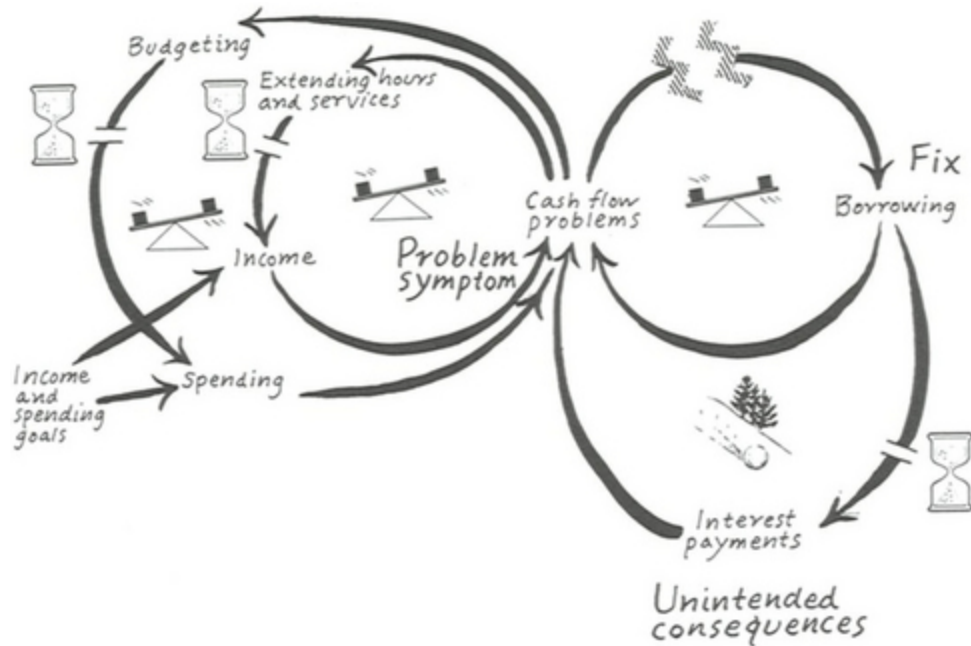 Budgeting
Extending hours
and services
Fix
Cash flow
problems
Borrowing
Income
Problem
symptom
Income
and
spending
goals
Spending
Interest
payments
Unintended
consequences